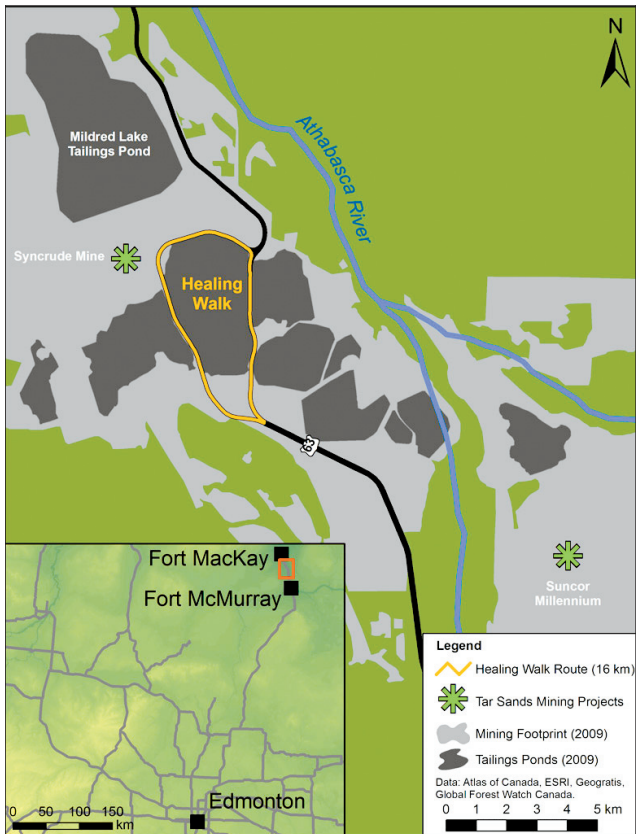 N
Mildred Lake
Tailings Pond
Athabasca River
Syncrude Mine
Healing
Walk
63
Suncor
Millennium
Fort MacKay
Fort McMurray
Edmonton
0 50 100 150
km
Legend
Healing Walk Route (16 km)
Tar Sands Mining Projects
Mining Footprint (2009)
Tailings Ponds (2009)
Data: Atlas of Canada, ESRI, Geogratis,
Global Forest Watch Canada.
0 1 2 3 4 5 km